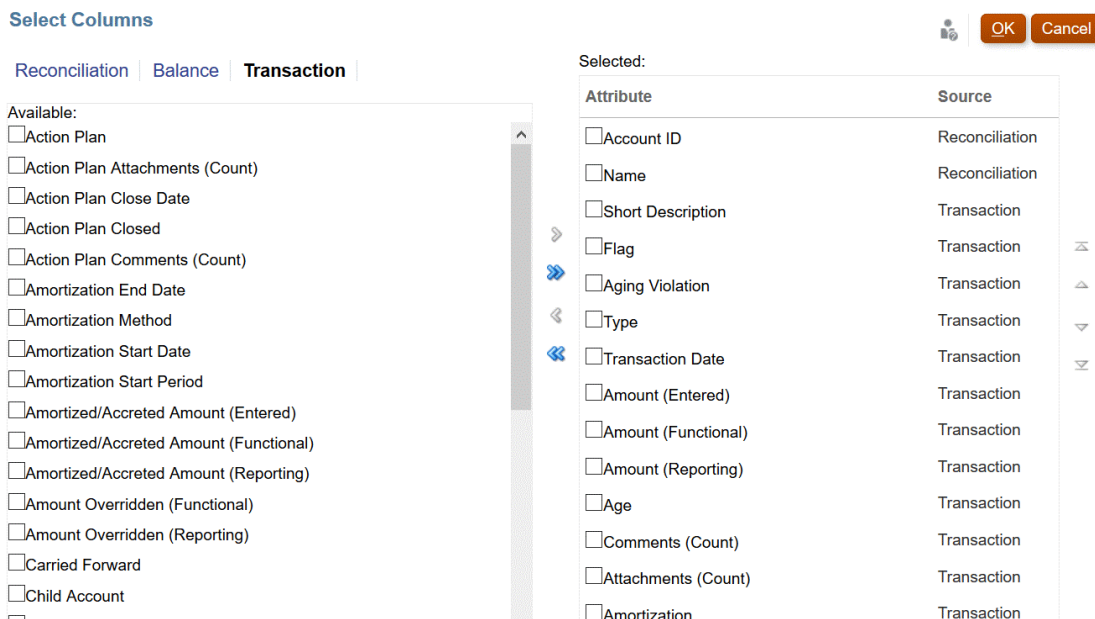 Select Columns
OK
Cancel
Reconciliation
Balance
Transaction
Available:
Action Plan
Action Plan Attachments (Count)
Action Plan Close Date
Action Plan Closed
Action Plan Comments (Count)
Amortization End Date
Amortization Method
Amortization Start Date
Amortization Start Period
Amortized/Accreted Amount (Entered)
Amortized/Accreted Amount (Functional)
Amortized/Accreted Amount (Reporting)
Amount Overridden (Functional)
Amount Overridden (Reporting)
Carried Forward
Child Account
Selected:
Attribute Source
Account ID Reconciliation
Name Reconciliation
Short Description Transaction
Flag Transaction
Aging Violation Transaction
Type Transaction
Transaction Date Transaction
Amount (Entered) Transaction
Amount (Functional) Transaction
Amount (Reporting) Transaction
Age Transaction
Comments (Count) Transaction
Attachments (Count) Transaction
Amortization Transaction